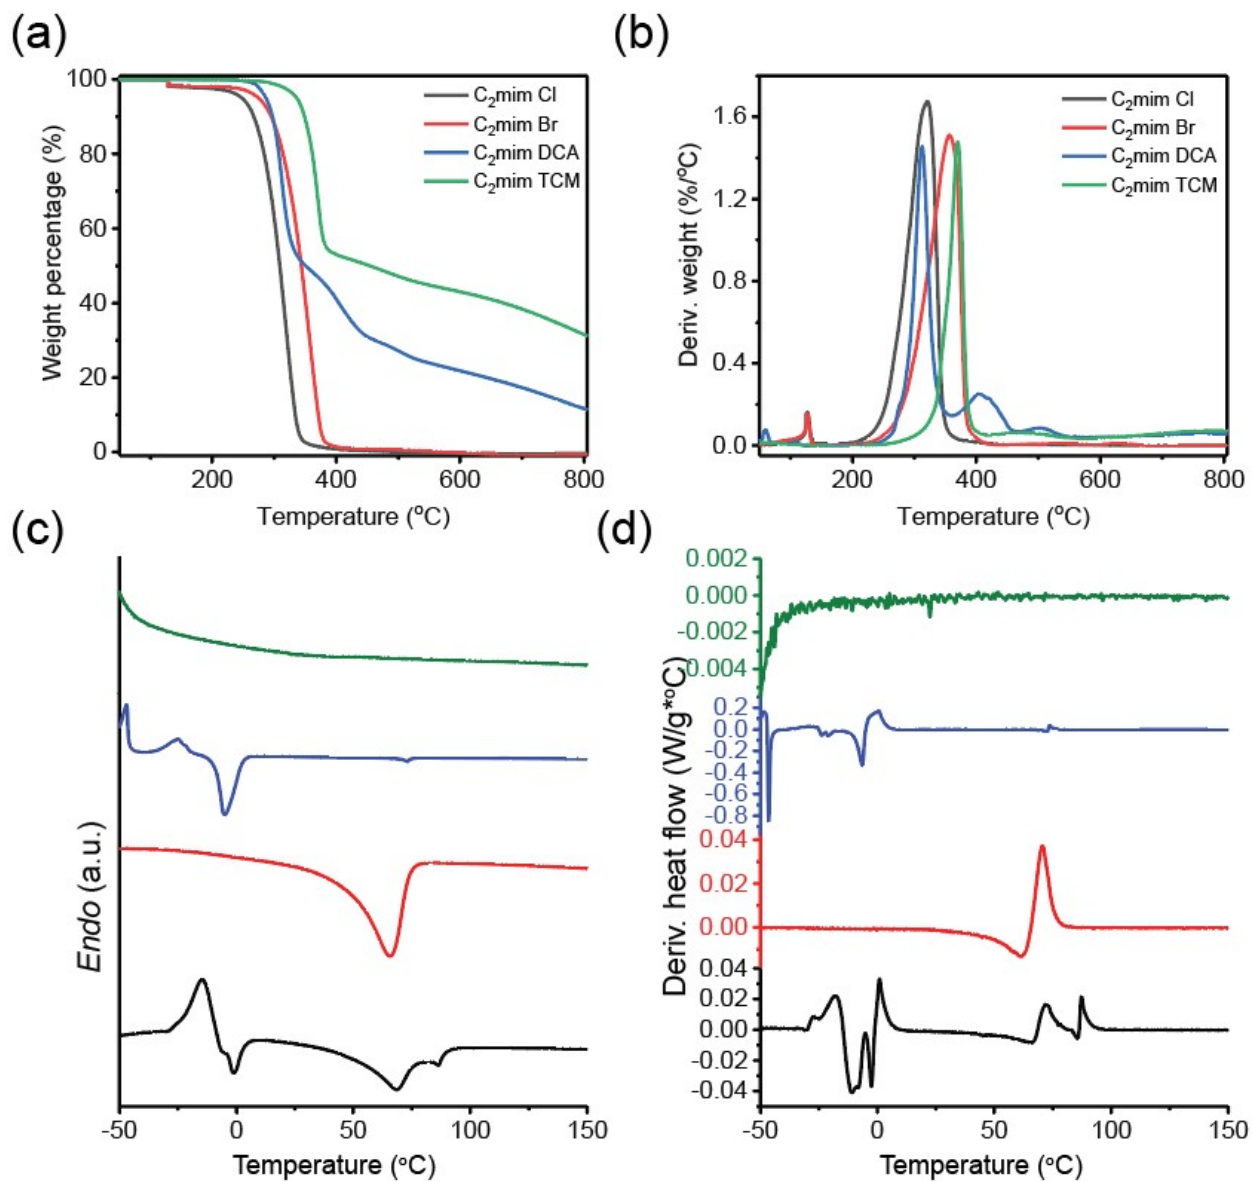 (a)
100
80
60
40
20
0
Weight percentage (%)
C₂mim Cl
C₂mim Br
C₂mim DCA
C₂mim TCM
200
400
600
800
Temperature (°C)
(b)
1.6
1.2
0.8
0.4
0.0
Deriv. weight (%/°C)
C₂mim Cl
C₂mim Br
C₂mim DCA
C₂mim TCM
200
400
600
800
Temperature (°C)
(c)
Endo (a.u.)
-50
0
50
100
150
Temperature (°C)
(d)
0.002
0.000
-0.002
-0.004
0.2
0.0
-0.2
-0.4
-0.6
-0.8
0.04
0.02
0.00
0.04
0.02
0.00
-0.02
-0.04
Deriv. heat flow (W/g*°C)
-50
0
50
100
150
Temperature (°C)